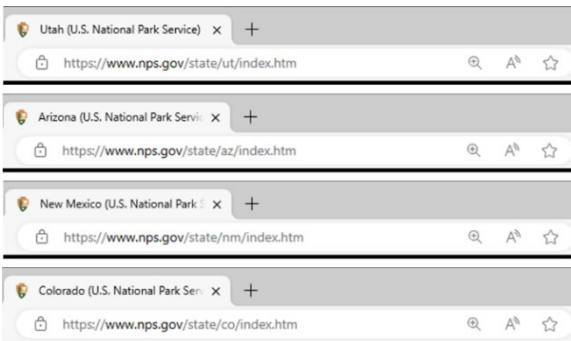 Utah (U.S. National Park Service)
https://www.nps.gov/state/ut/index.htm
Arizona (U.S. National Park Servic
https://www.nps.gov/state/az/index.htm
New Mexico (U.S. National Park S
https://www.nps.gov/state/nm/index.htm
Colorado (U.S. National Park Serv
https://www.nps.gov/state/co/index.htm